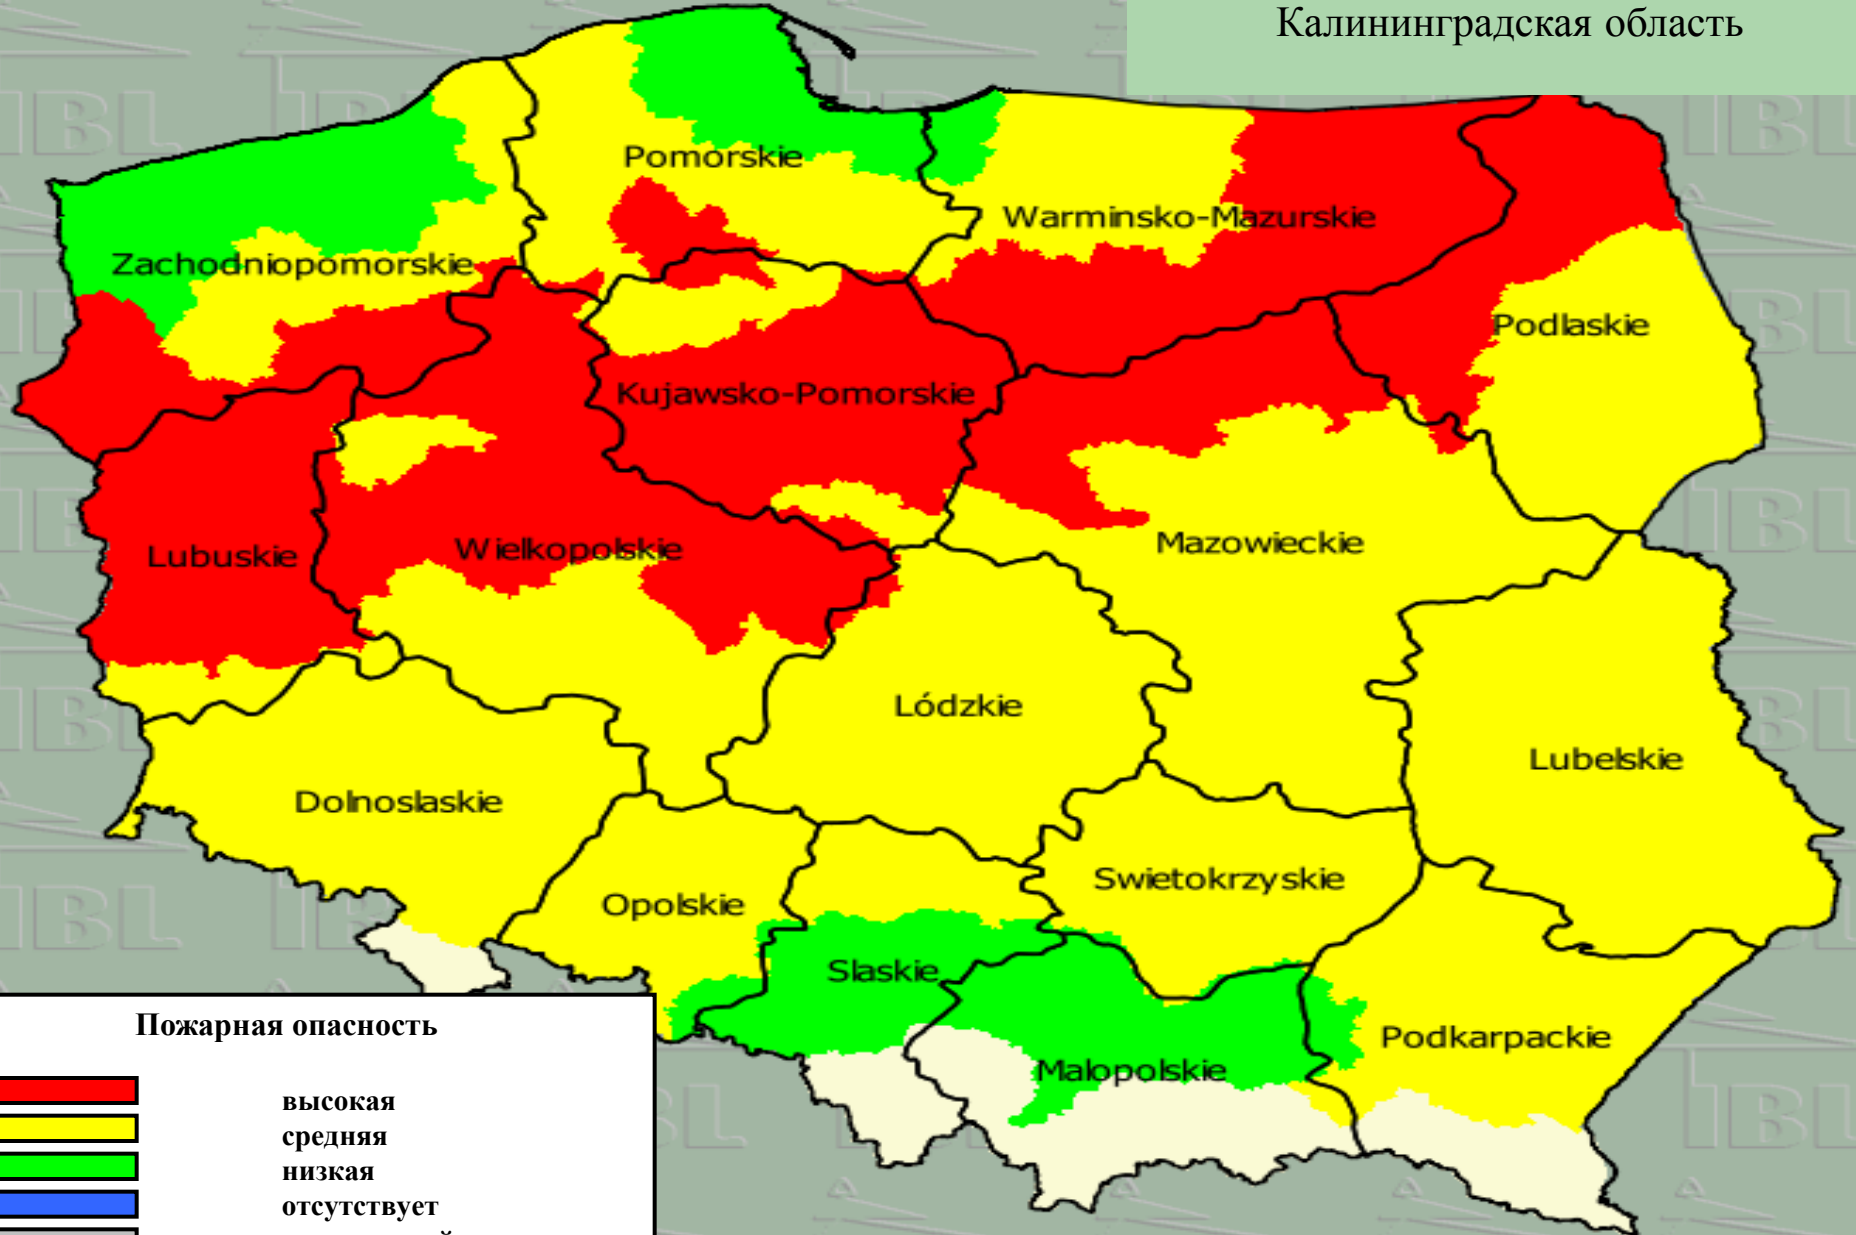 Калининградская область
Pomorskie
Warminsko-Mazurskie
Zachodniopomorskie
Podlaskie
Kujawsko-Pomorskie
Mazowieckie
Lubuskie
Wielkopolskie
Lódzkie
Lubelskie
Dolnoslaskie
Swietokrzyskie
Opolskie
Slaskie
Podkarpackie
Malopolskie
Пожарная опасность
высокая
средняя
низкая
отсутствует
IBL